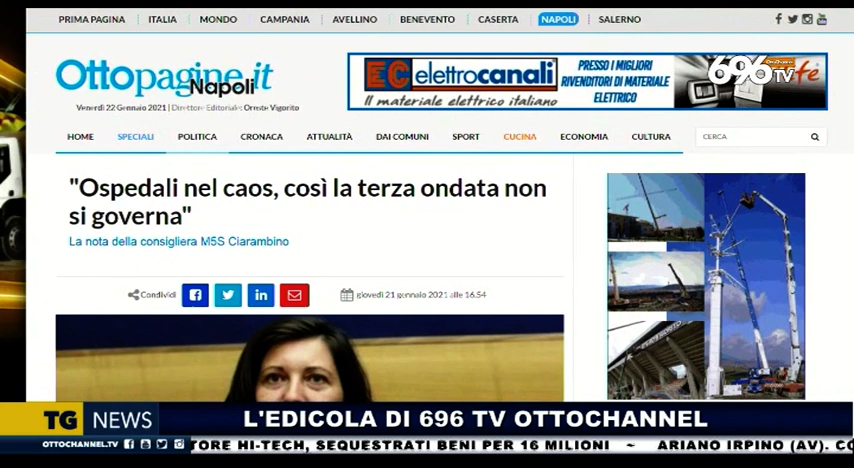 PRIMA PAGINA ITALIA MONDO CAMPANIA AVELLINO BENEVENTO CASERTA NAPOLI SALERNO
Ottopagine.it
Napoli
Venerdì 22 Gennaio 2021 | Direttore Editoriale: Oreste Vigorito
EC elettrocanali
Il materiale elettrico italiano
PRESSO I MIGLIORI
RIVENDITORI DI MATERIALE
ELETTRICO
696 TV
HOME SPECIALI POLITICA CRONACA ATTUALITÀ DAI COMUNI SPORT CUCINA ECONOMIA CULTURA
CERCA
"Ospedali nel caos, così la terza ondata non
si governa"
La nota della consigliera M5S Ciarambino
Condividi
giovedì 21 gennaio 2021 alle 16.54
TG NEWS
L'EDICOLA DI 696 TV OTTOCHANNEL
OTTOCHANNEL.TV
TORE HI-TECH, SEQUESTRATI BENI PER 16 MILIONI ~ ARIANO IRPINO (AV). CO